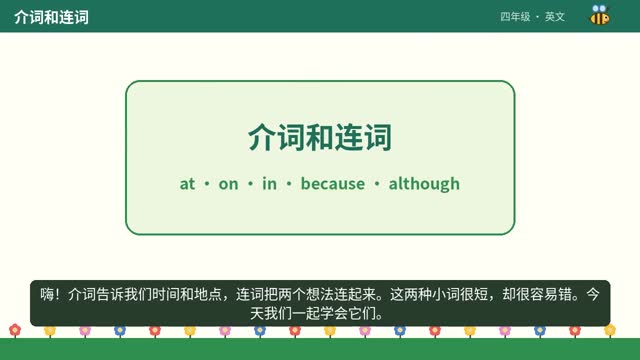 介词和连词
四年级 · 英文
介词和连词
at · on · in · because · although
嗨！介词告诉我们时间和地点，连词把两个想法连起来。这两种小词很短，却很容易错。今
天我们一起学会它们。